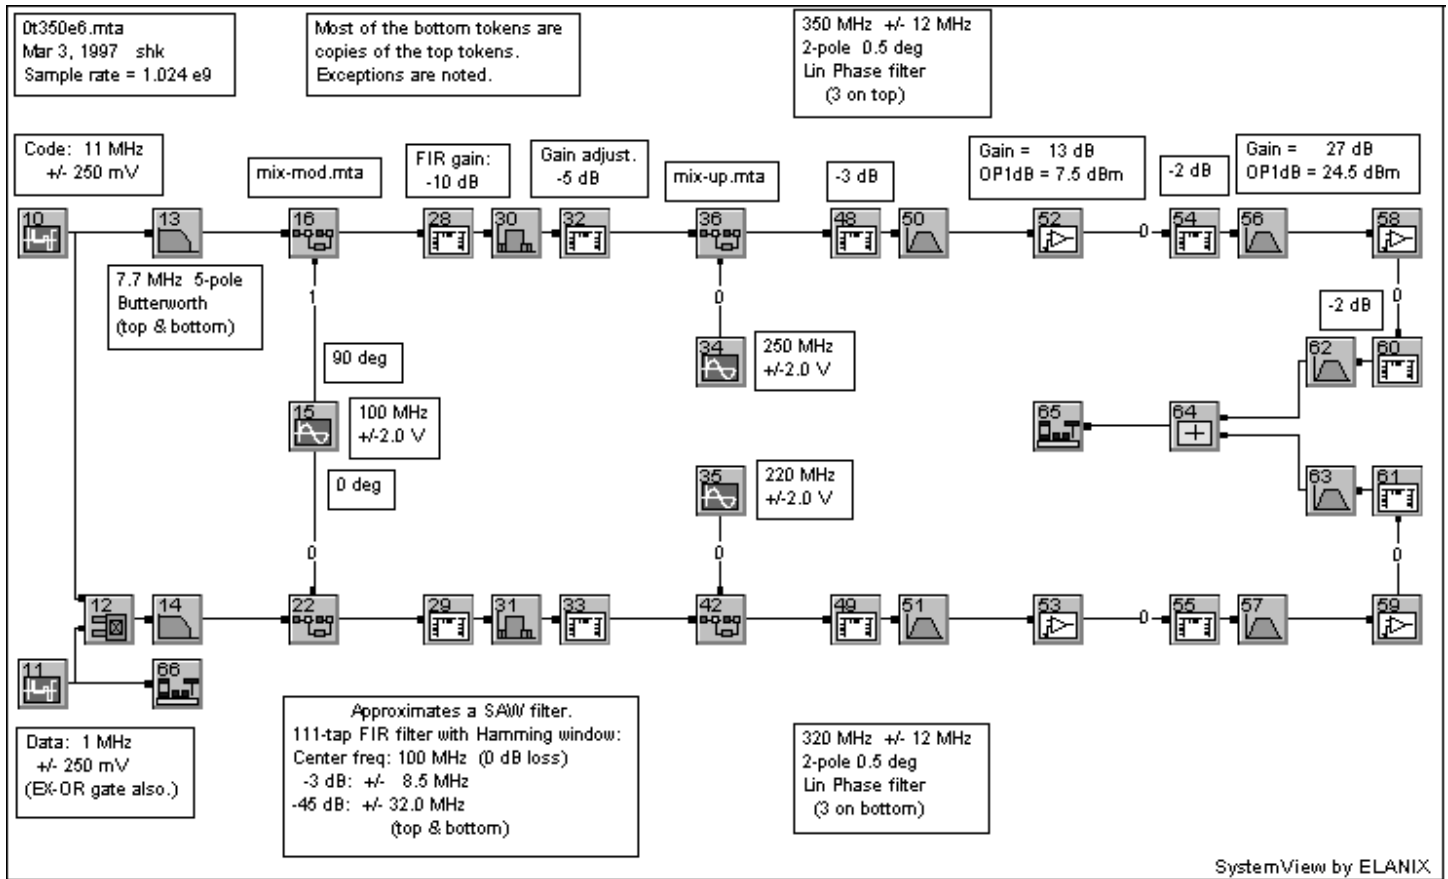 0t350e6.mta
Mar 3, 1997 shk
Sample rate = 1.024 e9
Most of the bottom tokens are
copies of the top tokens.
Exceptions are noted.
350 MHz +/- 12 MHz
2-pole 0.5 deg
Lin Phase filter
(3 on top)
Code: 11 MHz
+/- 250 mV
mix-mod.mta
FIR gain:
-10 dB
Gain adjust.
-5 dB
mix-up.mta
-3 dB
Gain = 13 dB
OP1dB = 7.5 dBm
-2 dB
Gain = 27 dB
OP1dB = 24.5 dBm
10
13
16
28
30
32
36
48
50
52
0
54
56
58
7.7 MHz 5-pole
Butterworth
(top & bottom)
1
0
0
-2 dB
90 deg
34
250 MHz
+/-2.0 V
62
60
15
100 MHz
+/-2.0 V
65
64
0 deg
35
220 MHz
+/-2.0 V
63
61
0
0
0
12
14
22
29
31
33
42
49
51
53
0
55
57
59
11
66
Data: 1 MHz
+/- 250 mV
(EX-OR gate also.)
Approximates a SAW filter.
111-tap FIR filter with Hamming window:
Center freq: 100 MHz (0 dB loss)
-3 dB: +/- 8.5 MHz
-45 dB: +/- 32.0 MHz
(top & bottom)
320 MHz +/- 12 MHz
2-pole 0.5 deg
Lin Phase filter
(3 on bottom)
SystemView by ELANIX